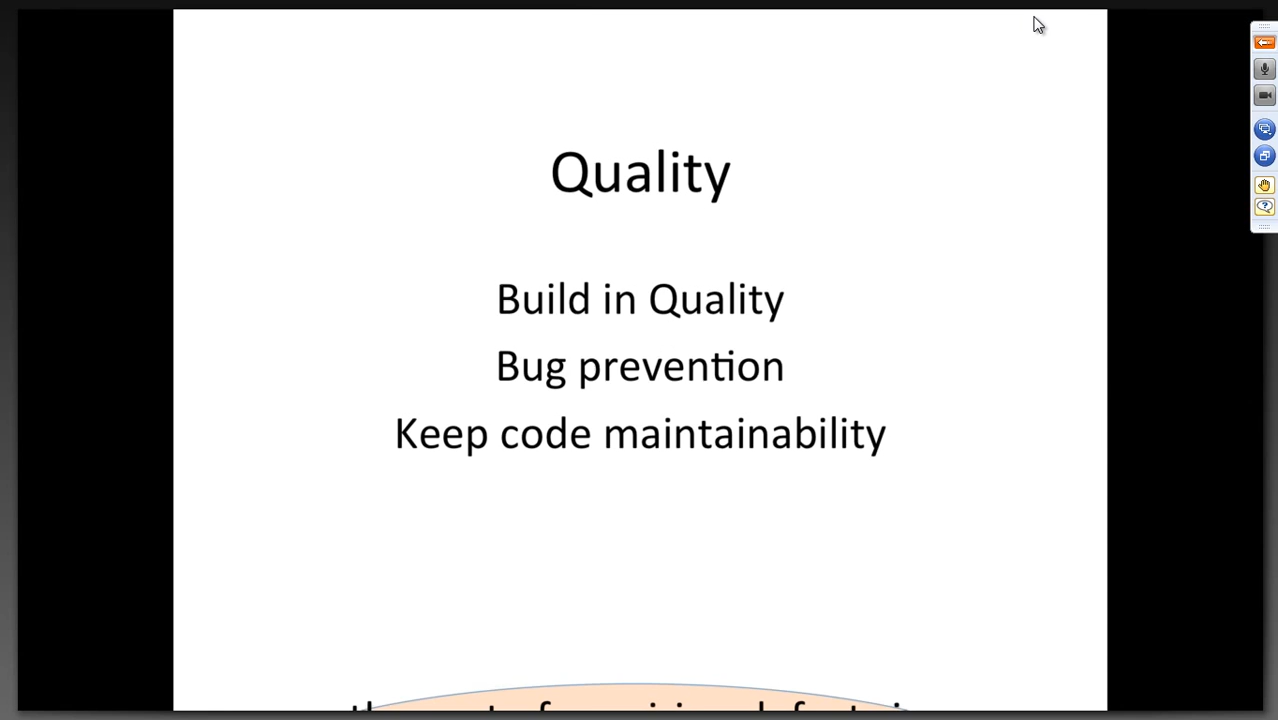 Quality
Build in Quality
Bug prevention
Keep code maintainability